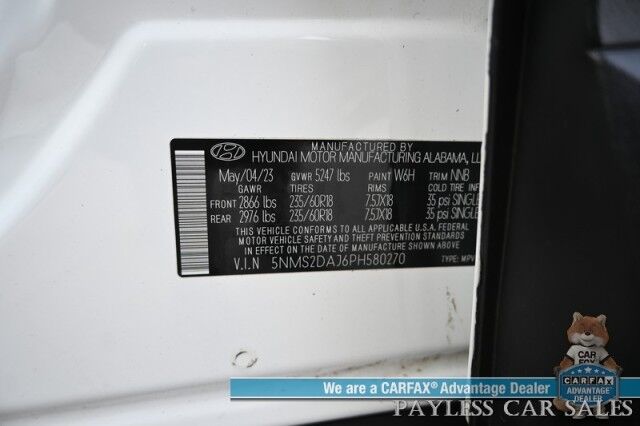 MANUFACTURED BY
HYUNDAI MOTOR MANUFACTURING ALABAMA, LL
May/04/23 GVWR 5247 lbs PAINT W6H TRIM NNB
GAWR TIRES RIMS COLD TIRE INF
FRONT 2866 lbs 235/60R18 7.5JX18 35 psi SINGLE
REAR 2976 lbs 235/60R18 7.5JX18 35 psi SINGLE
THIS VEHICLE CONFORMS TO ALL APPLICABLE FEDERAL
MOTOR VEHICLE SAFETY AND THEFT PREVENTION STANDARDS
IN EFFECT ON THE DATE OF MANUFACTURE SHOWN ABOVE.
V.I.N 5NMS2DAJ6PH580270 TYPE: MPV
We are a CARFAX® Advantage Dealer
CAR FOX
CARFAX
ADVANTAGE
DEALER
PAYLESS CAR SALES